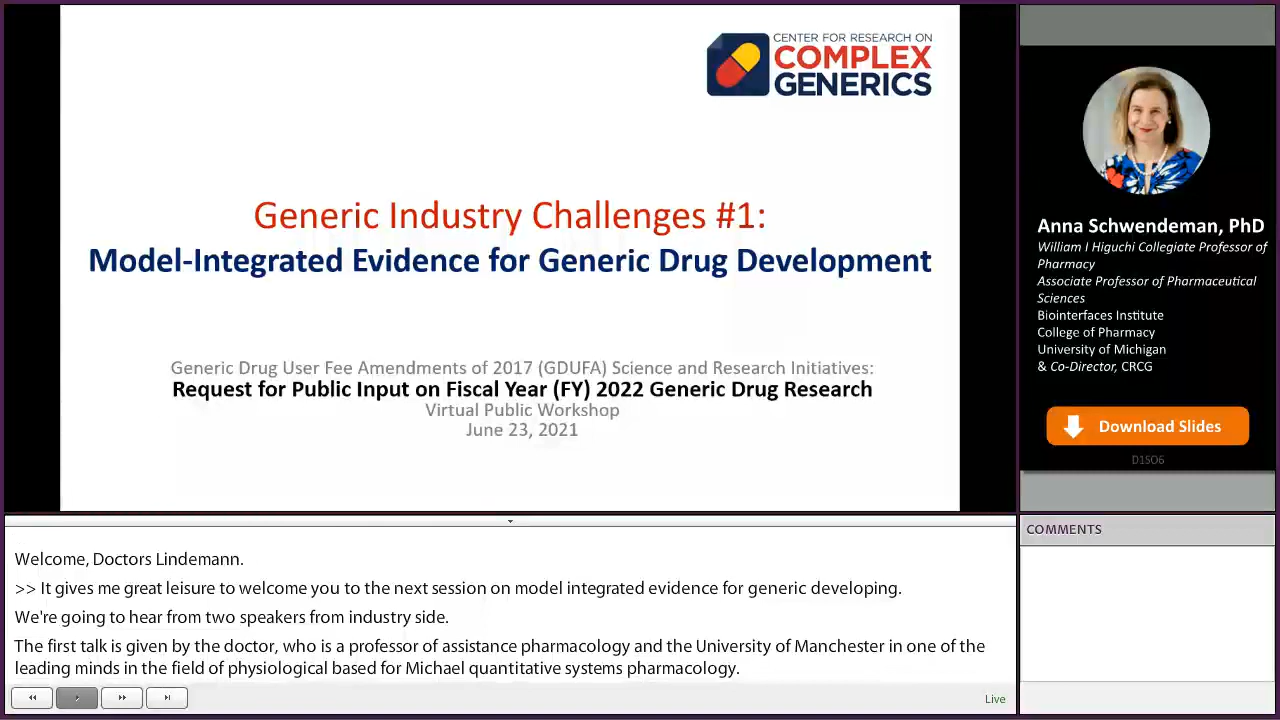 CENTER FOR RESEARCH ON
COMPLEX
GENERICS
Generic Industry Challenges #1:
Model-Integrated Evidence for Generic Drug Development
Generic Drug User Fee Amendments of 2017 (GDUFA) Science and Research Initiatives:
Request for Public Input on Fiscal Year (FY) 2022 Generic Drug Research
Virtual Public Workshop
June 23, 2021
Anna Schwendeman, PhD
William I Higuchi Collegiate Professor of
Pharmacy
Associate Professor of Pharmaceutical
Sciences
Biointerfaces Institute
College of Pharmacy
University of Michigan
& Co-Director, CRCG
Download Slides
D1SO6
Welcome, Doctors Lindemann.
>> It gives me great leisure to welcome you to the next session on model integrated evidence for generic developing.
We're going to hear from two speakers from industry side.
The first talk is given by the doctor, who is a professor of assistance pharmacology and the University of Manchester in one of the
leading minds in the field of physiological based for Michael quantitative systems pharmacology.
Live
COMMENTS